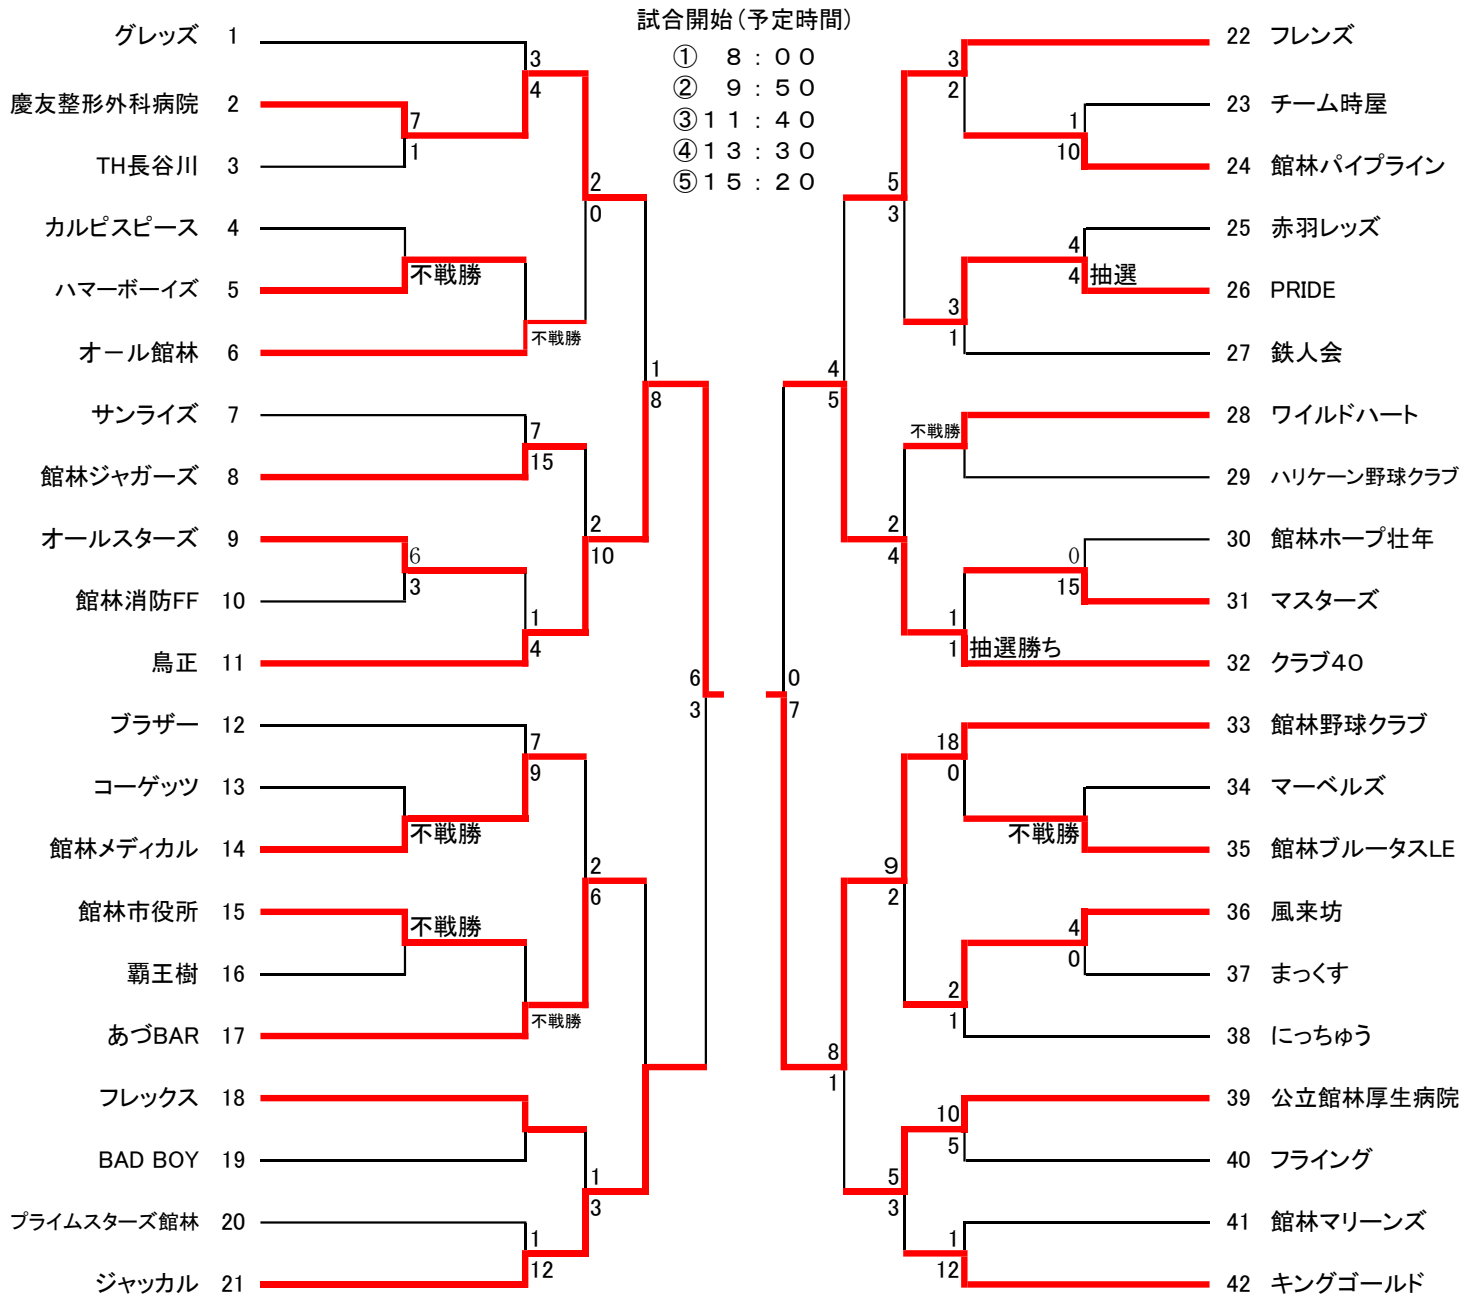 試合開始（予定時間）
① 8：00
② 9：50
③11：40
④13：30
⑤15：20
グレッズ 1
3
4
慶友整形外科病院 2
7
1
TH長谷川 3
2
0
カルピスピース 4
不戦勝
ハマーボーイズ 5
不戦勝
オール館林 6
1
8
サンライズ 7
7
15
館林ジャガーズ 8
2
10
オールスターズ 9
6
3
館林消防FF 10
1
4
鳥正 11
6
3
ブラザー 12
7
9
コーゲッツ 13
不戦勝
館林メディカル 14
2
6
館林市役所 15
不戦勝
覇王樹 16
不戦勝
あづBAR 17
フレックス 18
BAD BOY 19
1
3
プライムスターズ館林 20
1
12
ジャッカル 21
22 フレンズ
3
2
23 チーム時屋
1
10
24 館林パイプライン
5
3
25 赤羽レッズ
4
4 抽選
26 PRIDE
3
1
27 鉄人会
4
5
28 ワイルドハート
不戦勝
29 ハリケーン野球クラブ
2
4
30 館林ホープ壮年
0
15
31 マスターズ
1
1 抽選勝ち
32 クラブ40
0
7
33 館林野球クラブ
18
0
34 マーベルズ
不戦勝
35 館林ブルータスLE
9
2
36 風来坊
4
0
37 まっくす
2
1
38 にっちゅう
8
1
39 公立館林厚生病院
10
5
40 フライング
5
3
41 館林マリーンズ
1
12
42 キングゴールド